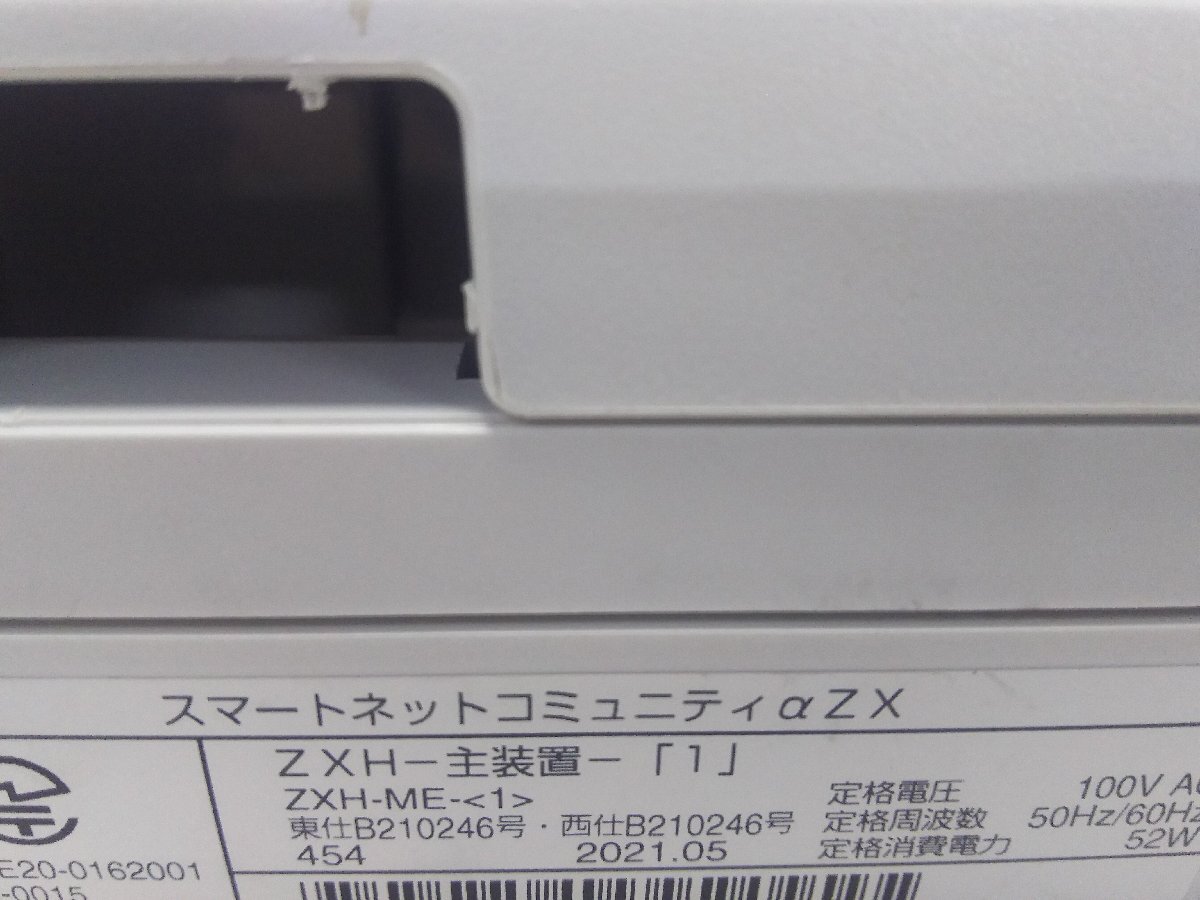 スマートネットコミュニティαZX
ZXH－主装置－「1」
ZXH-ME-<1>
東仕B210246号・西仕B210246号
454 2021.05
定格電圧 100V A
定格周波数 50Hz/60Hz
定格消費電力 52W
E20-0162001
-0015